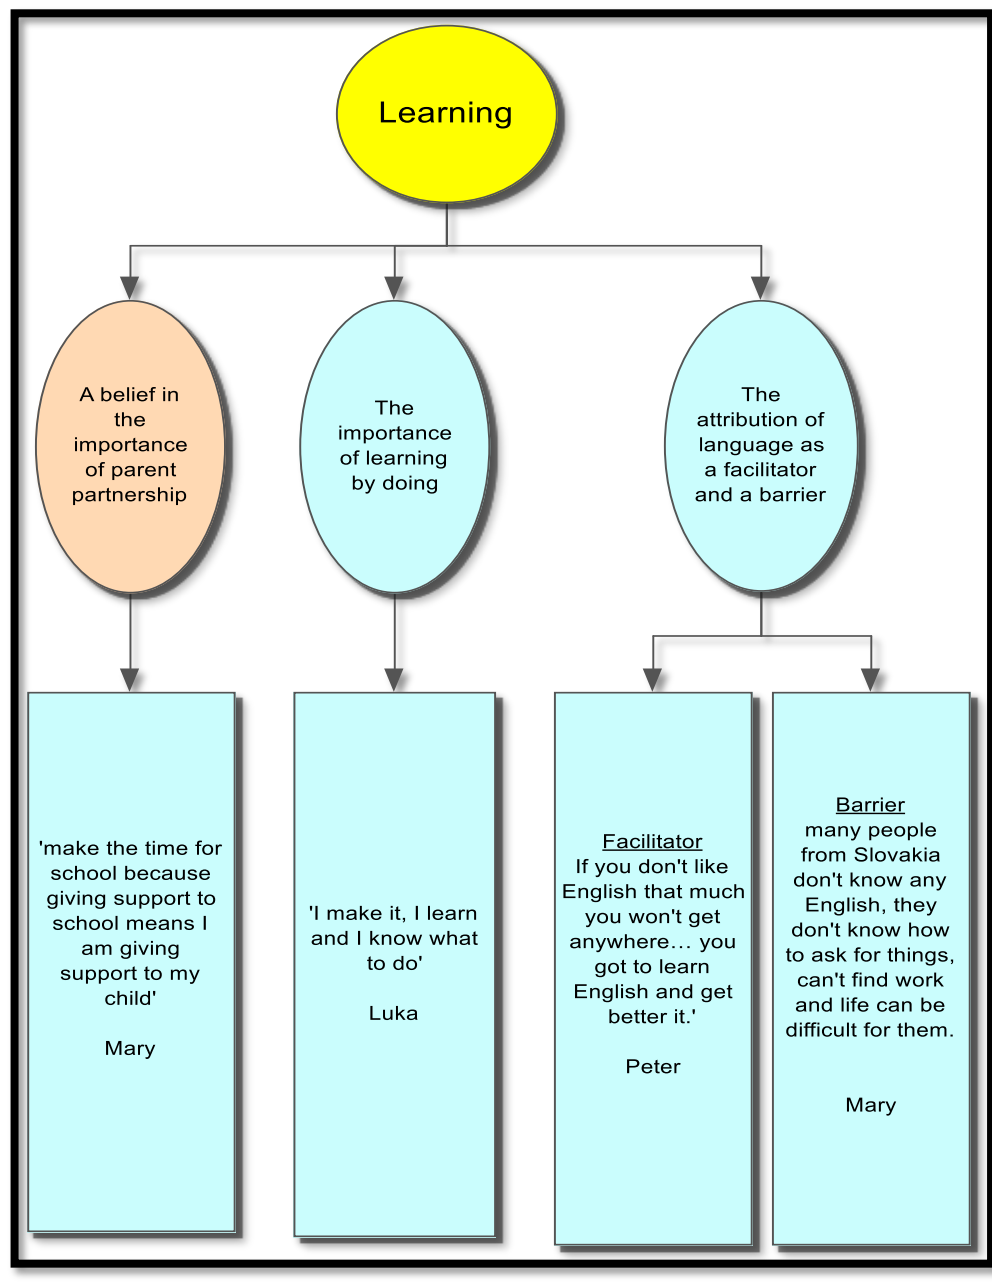 Learning
A belief in
the
importance
of parent
partnership
The
importance
of learning
by doing
The
attribution of
language as
a facilitator
and a barrier
'make the time for
school because
giving support to
school means I
am giving
support to my
child'
Mary
'I make it, I learn
and I know what
to do'
Luka
Facilitator
If you don't like
English that much
you won't get
anywhere... you
got to learn
English and get
better it.'
Peter
Barrier
many people
from Slovakia
don't know any
English, they
don't know how
to ask for things,
can't find work
and life can be
difficult for them.
Mary